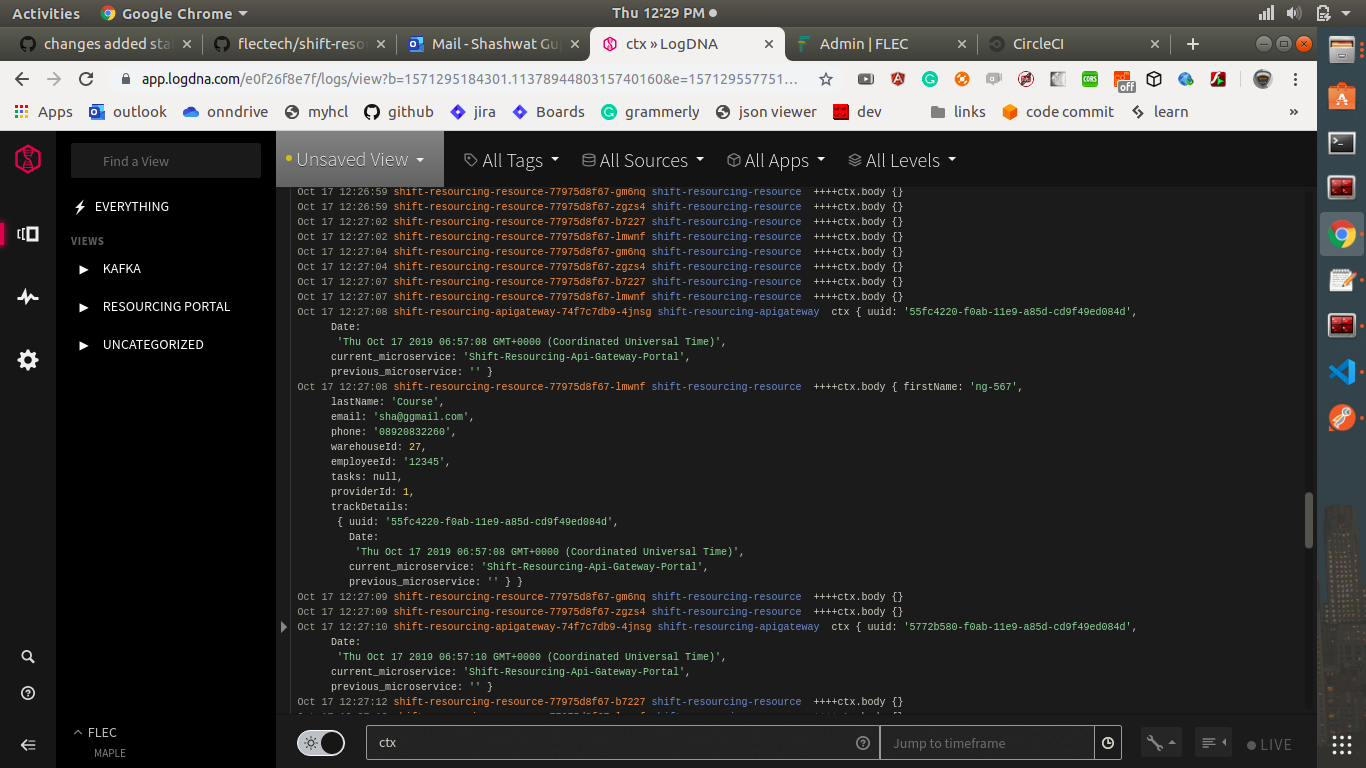 Activities Google Chrome Thu 12:29 PM
changes added sta flectech/shift-reso Mail - Shashwat Gu ctx » LogDNA Admin | FLEC CircleCI
app.logdna.com/e0f26f8e7f/logs/view?b=1571295184301.1137894480315740160&e=157129557751...
off CORS
Apps outlook onndrive myhcl github jira Boards grammerly json viewer dev links code commit learn »
Find a View
Unsaved View All Tags All Sources All Apps All Levels
EVERYTHING
VIEWS
KAFKA
RESOURCING PORTAL
UNCATEGORIZED
Oct 17 12:26:59 shift-resourcing-resource-77975d8f67-gm6nq shift-resourcing-resource ++++ctx.body {}
Oct 17 12:26:59 shift-resourcing-resource-77975d8f67-zgzs4 shift-resourcing-resource ++++ctx.body {}
Oct 17 12:27:02 shift-resourcing-resource-77975d8f67-b7227 shift-resourcing-resource ++++ctx.body {}
Oct 17 12:27:02 shift-resourcing-resource-77975d8f67-lmwnf shift-resourcing-resource ++++ctx.body {}
Oct 17 12:27:04 shift-resourcing-resource-77975d8f67-gm6nq shift-resourcing-resource ++++ctx.body {}
Oct 17 12:27:04 shift-resourcing-resource-77975d8f67-zgzs4 shift-resourcing-resource ++++ctx.body {}
Oct 17 12:27:07 shift-resourcing-resource-77975d8f67-b7227 shift-resourcing-resource ++++ctx.body {}
Oct 17 12:27:07 shift-resourcing-resource-77975d8f67-lmwnf shift-resourcing-resource ++++ctx.body {}
Oct 17 12:27:08 shift-resourcing-apigateway-74f7c7db9-4jnsg shift-resourcing-apigateway ctx { uuid: '55fc4220-f0ab-11e9-a85d-cd9f49ed084d',
Date:
'Thu Oct 17 2019 06:57:08 GMT+0000 (Coordinated Universal Time)',
current_microservice: 'Shift-Resourcing-Api-Gateway-Portal',
previous_microservice: '' }
Oct 17 12:27:08 shift-resourcing-resource-77975d8f67-lmwnf shift-resourcing-resource ++++ctx.body { firstName: 'ng-567',
lastName: 'Course',
email: 'sha@ggmail.com',
phone: '08920832260',
warehouseId: 27,
employeeId: '12345',
tasks: null,
providerId: 1,
trackDetails:
{ uuid: '55fc4220-f0ab-11e9-a85d-cd9f49ed084d',
Date:
'Thu Oct 17 2019 06:57:08 GMT+0000 (Coordinated Universal Time)',
current_microservice: 'Shift-Resourcing-Api-Gateway-Portal',
previous_microservice: '' } }
Oct 17 12:27:09 shift-resourcing-resource-77975d8f67-gm6nq shift-resourcing-resource ++++ctx.body {}
Oct 17 12:27:09 shift-resourcing-resource-77975d8f67-zgzs4 shift-resourcing-resource ++++ctx.body {}
Oct 17 12:27:10 shift-resourcing-apigateway-74f7c7db9-4jnsg shift-resourcing-apigateway ctx { uuid: '5772b580-f0ab-11e9-a85d-cd9f49ed084d',
Date:
'Thu Oct 17 2019 06:57:10 GMT+0000 (Coordinated Universal Time)',
current_microservice: 'Shift-Resourcing-Api-Gateway-Portal',
previous_microservice: '' }
Oct 17 12:27:12 shift-resourcing-resource-77975d8f67-b7227 shift-resourcing-resource ++++ctx.body {}
FLEC
MAPLE
ctx Jump to timeframe LIVE